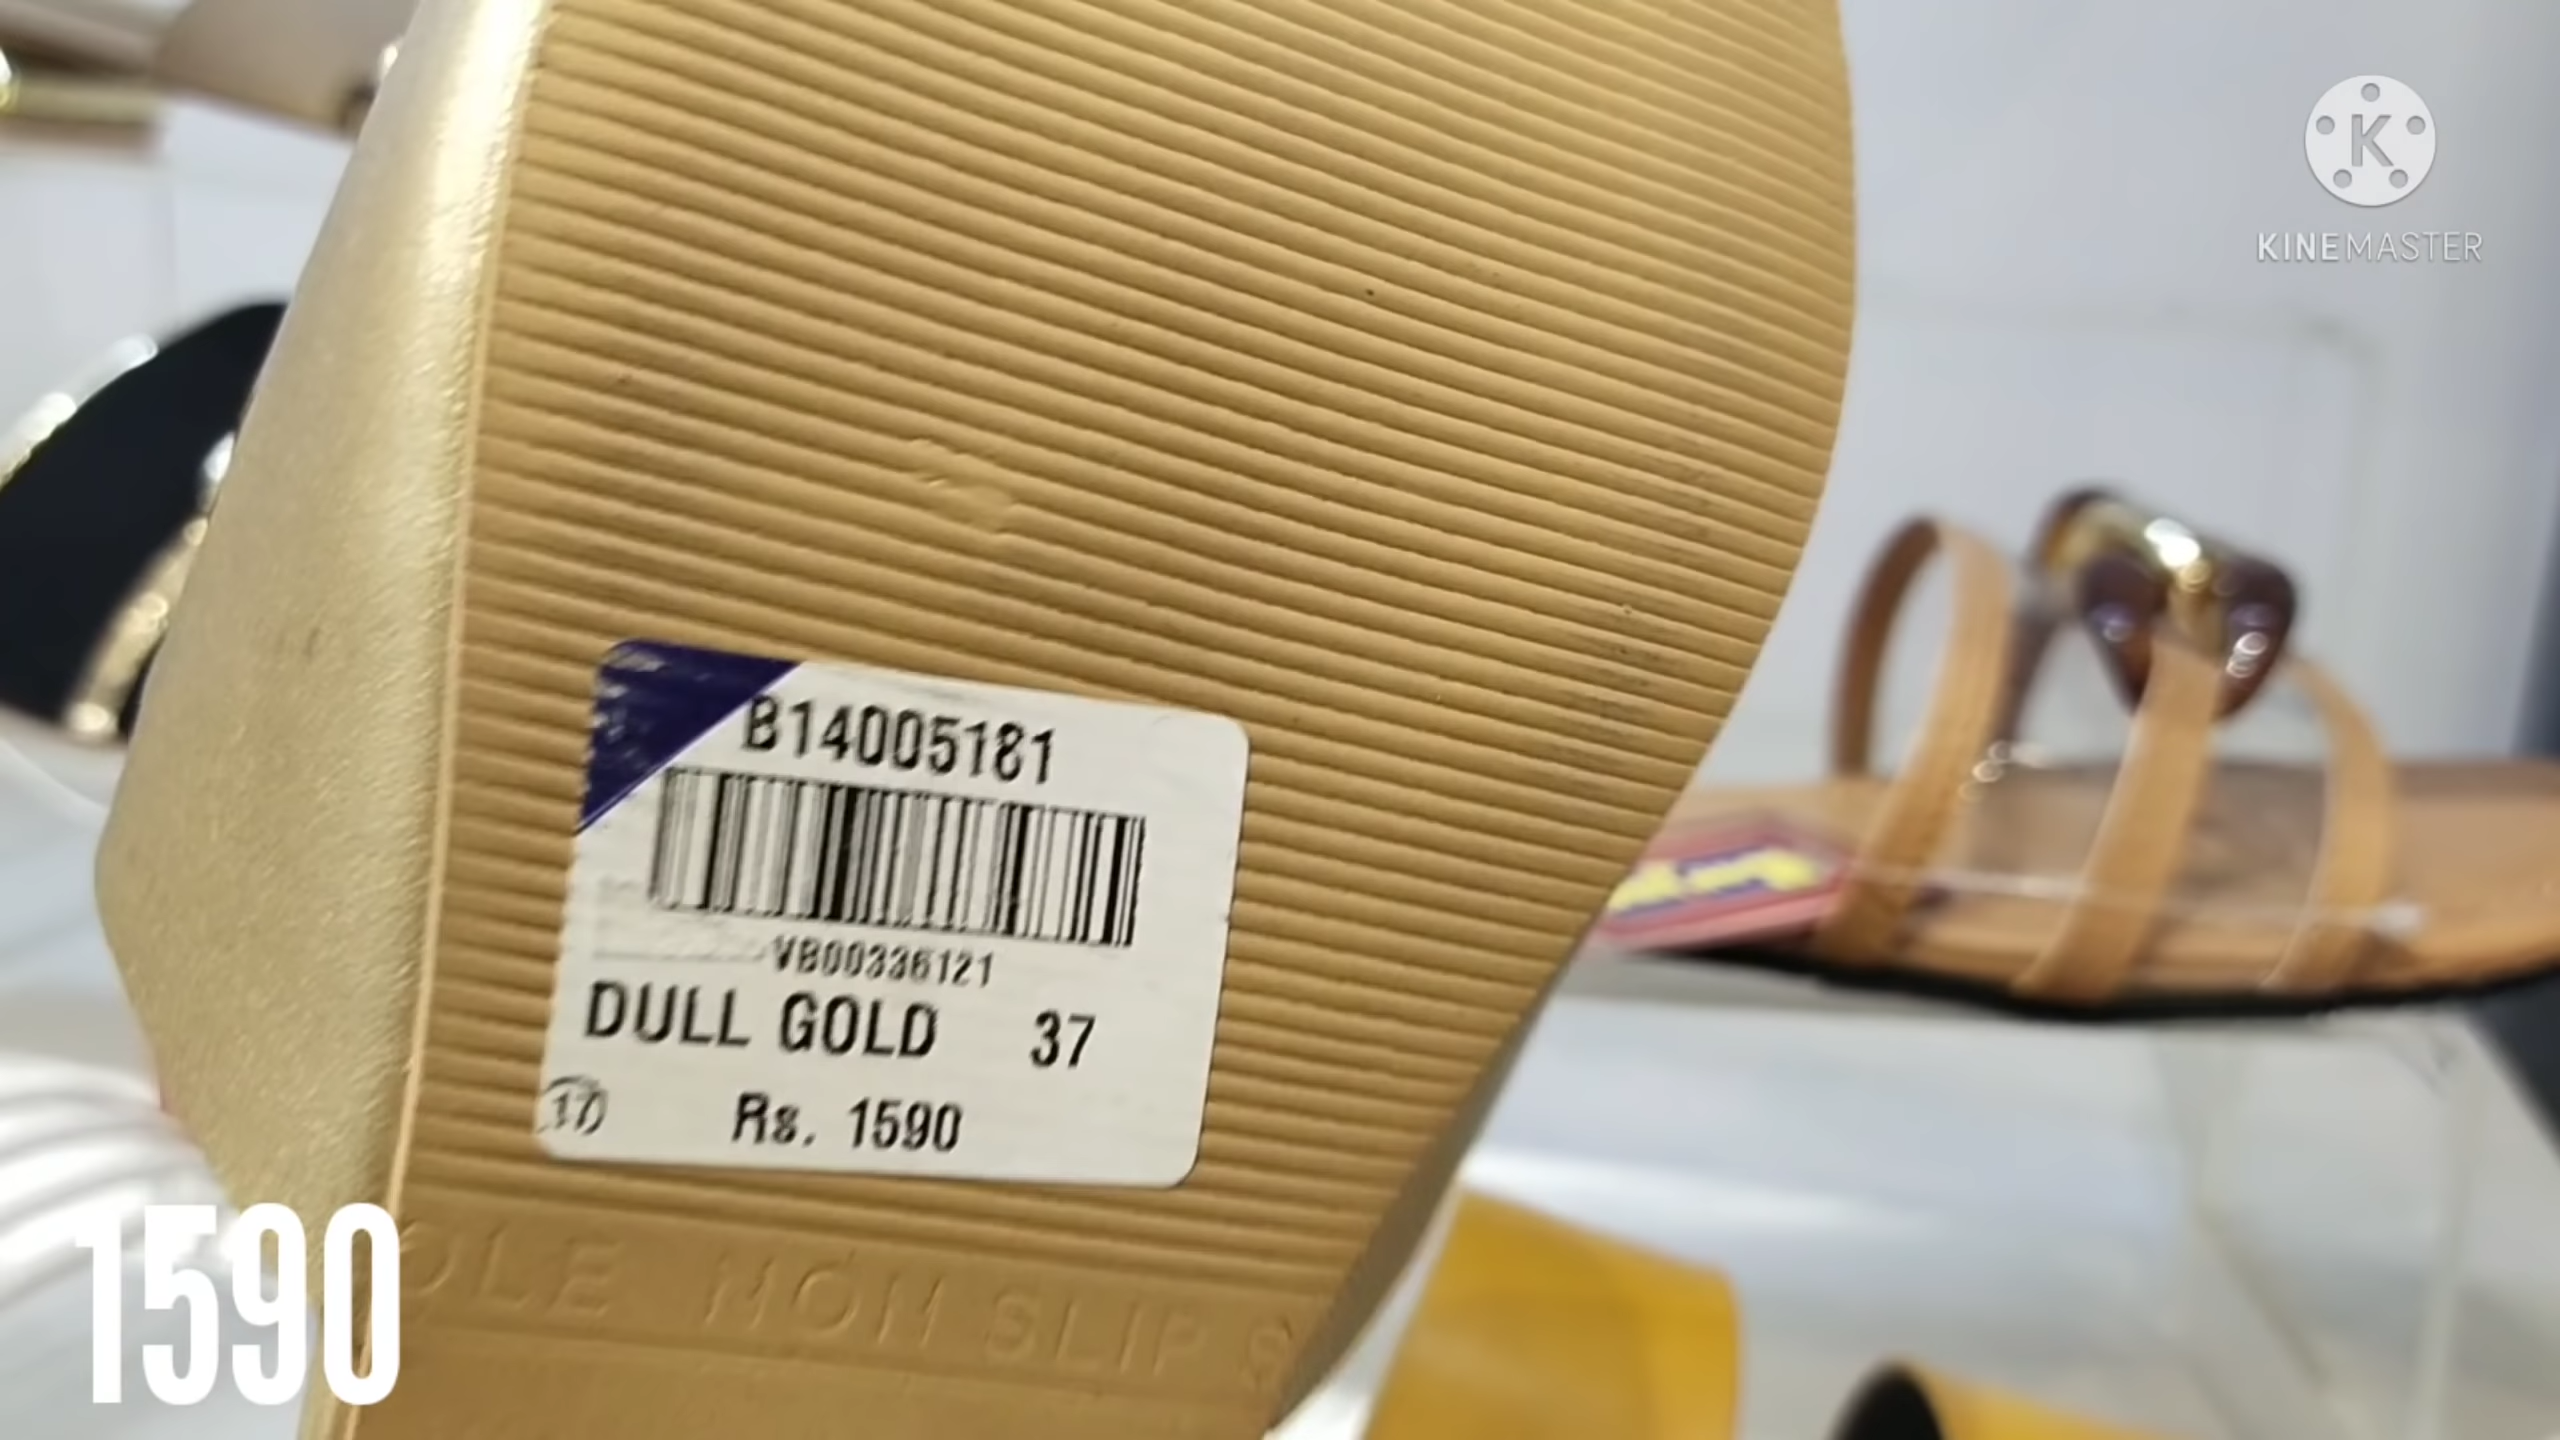 K
KINEMASTER
B14005181
VB00336121
DULL GOLD 37
17
Rs. 1590
OLE NON SLIP S
1590